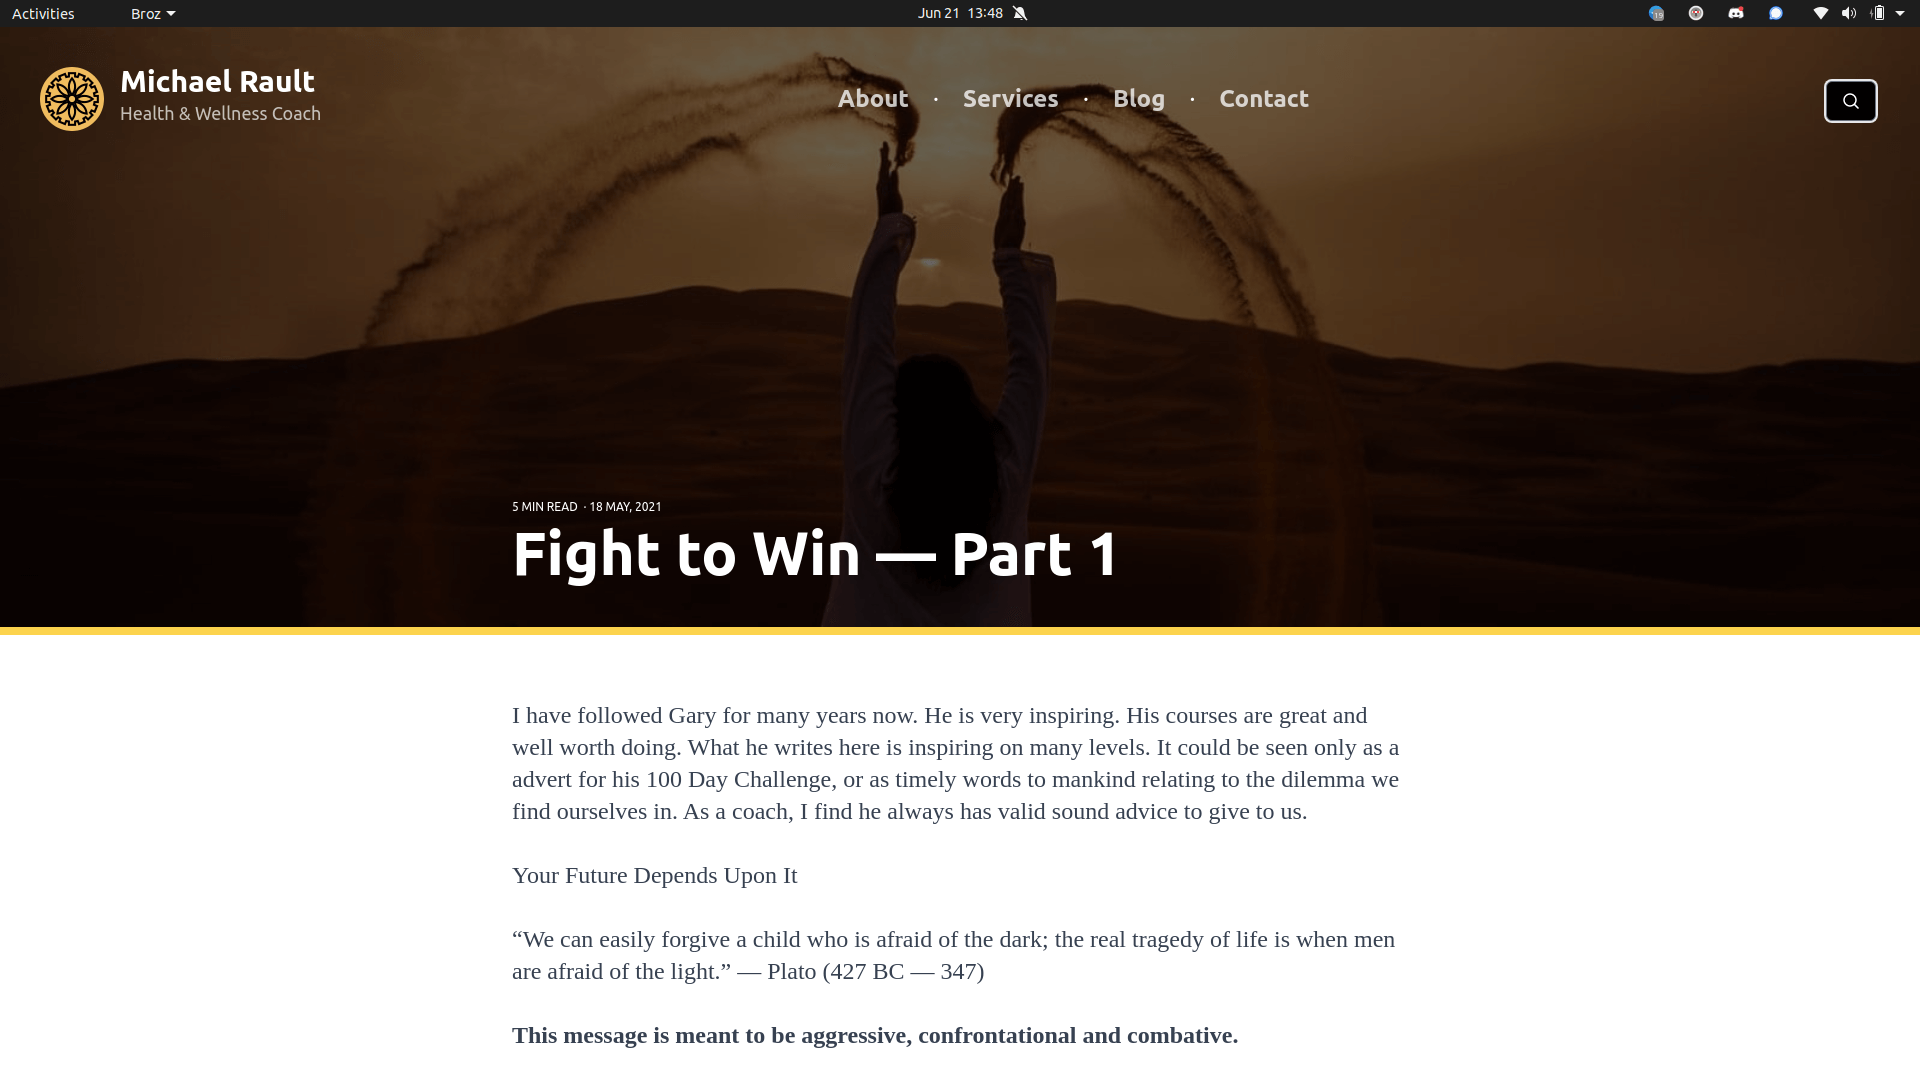 Activities
Broz
Jun 21 13:48
19
Michael Rault
Health & Wellness Coach
About · Services · Blog · Contact
5 MIN READ · 18 MAY, 2021
Fight to Win — Part 1
I have followed Gary for many years now. He is very inspiring. His courses are great and
well worth doing. What he writes here is inspiring on many levels. It could be seen only as a
advert for his 100 Day Challenge, or as timely words to mankind relating to the dilemma we
find ourselves in. As a coach, I find he always has valid sound advice to give to us.
Your Future Depends Upon It
“We can easily forgive a child who is afraid of the dark; the real tragedy of life is when men
are afraid of the light.” — Plato (427 BC — 347)
This message is meant to be aggressive, confrontational and combative.